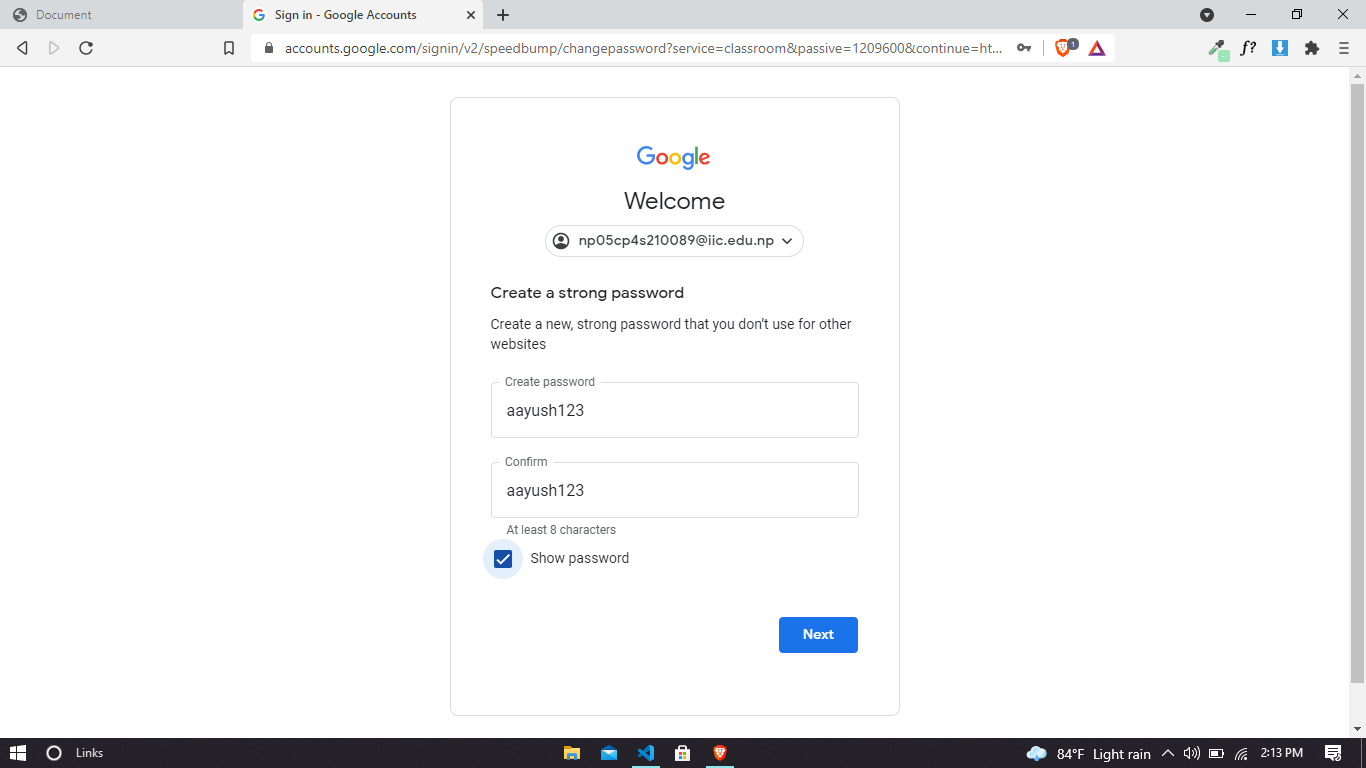 Document
Sign in - Google Accounts
accounts.google.com/signin/v2/speedbump/changepassword?service=classroom&passive=1209600&continue=ht...
1
f?
Google
Welcome
np05cp4s210089@iic.edu.np
Create a strong password
Create a new, strong password that you don’t use for other
websites
Create password
aayush123
Confirm
aayush123
At least 8 characters
Show password
Next
Links
84°F Light rain
2:13 PM